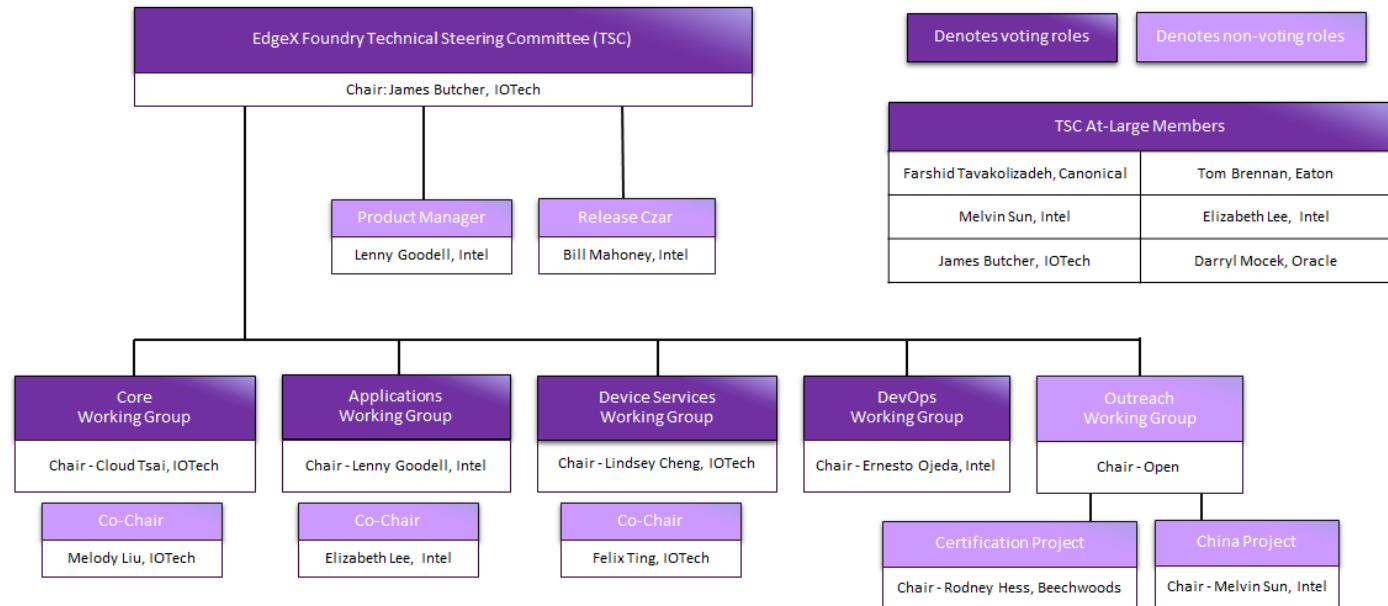 EdgeX Foundry Technical Steering Committee (TSC)
Chair: James Butcher, IOTech
Denotes voting roles
Denotes non-voting roles
TSC At-Large Members
Farshid Tavakolizadeh, Canonical
Tom Brennan, Eaton
Melvin Sun, Intel
Elizabeth Lee, Intel
James Butcher, IOTech
Darryl Mocek, Oracle
Product Manager
Lenny Goodell, Intel
Release Czar
Bill Mahoney, Intel
Core
Working Group
Chair - Cloud Tsai, IOTech
Co-Chair
Melody Liu, IOTech
Applications
Working Group
Chair - Lenny Goodell, Intel
Co-Chair
Elizabeth Lee, Intel
Device Services
Working Group
Chair - Lindsey Cheng, IOTech
Co-Chair
Felix Ting, IOTech
DevOps
Working Group
Chair - Ernesto Ojeda, Intel
Outreach
Working Group
Chair - Open
Certification Project
Chair - Rodney Hess, Beechwoods
China Project
Chair - Melvin Sun, Intel